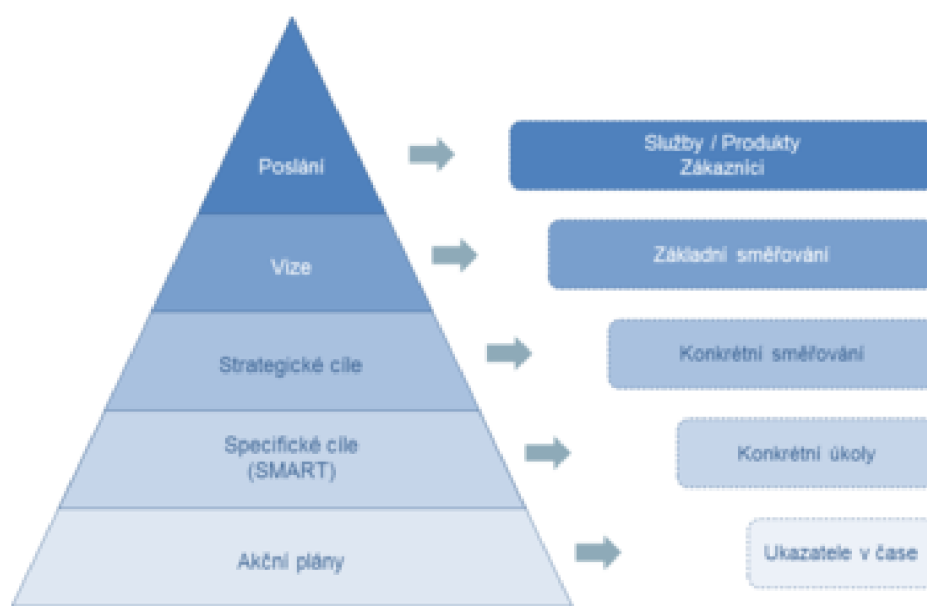 Poslání
Služby / Produkty
Zákazníci
Vize
Základní směřování
Strategické cíle
Konkrétní směřování
Specifické cíle
(SMART)
Konkrétní úkoly
Akční plány
Ukazatele v čase